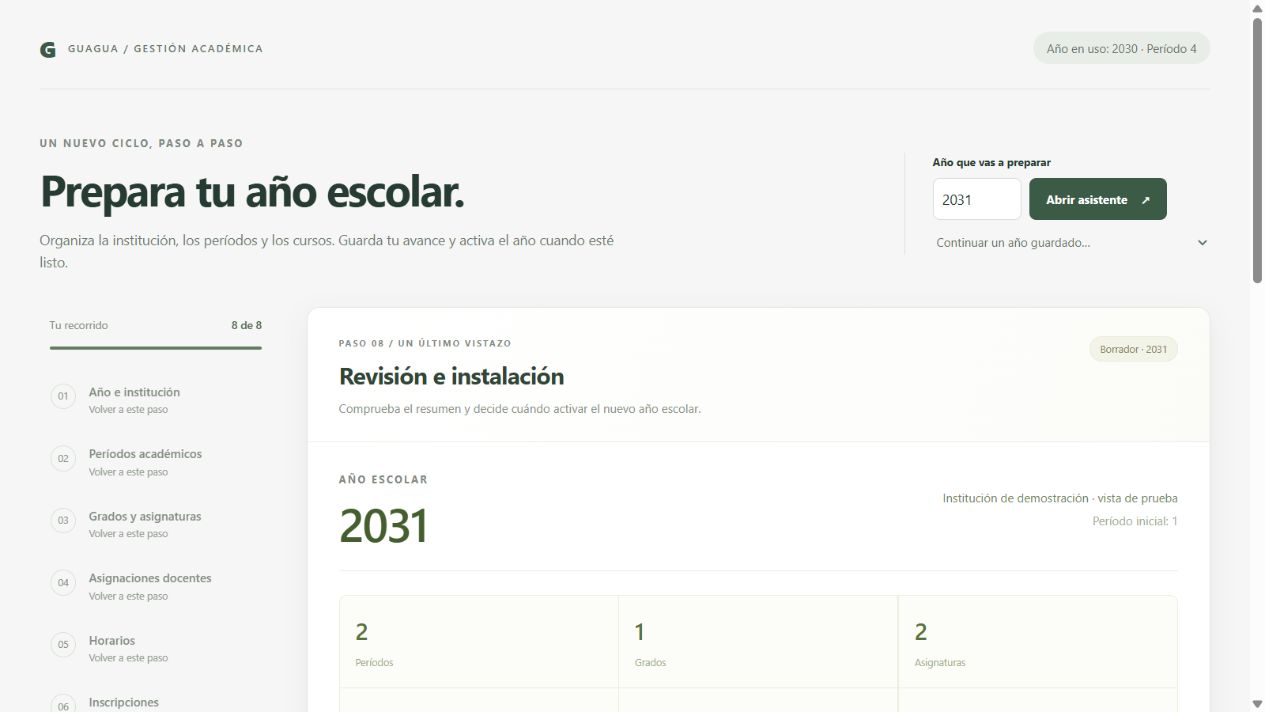 G GUAGUA / GESTIÓN ACADÉMICA
Año en uso: 2030 · Período 4
UN NUEVO CICLO, PASO A PASO
Prepara tu año escolar.
Organiza la institución, los períodos y los cursos. Guarda tu avance y activa el año cuando esté
listo.
Año que vas a preparar
2031
Abrir asistente ↗
Continuar un año guardado...
Tu recorrido
8 de 8
01
Año e institución
Volver a este paso
02
Períodos académicos
Volver a este paso
03
Grados y asignaturas
Volver a este paso
04
Asignaciones docentes
Volver a este paso
05
Horarios
Volver a este paso
06
Inscripciones
PASO 08 / UN ÚLTIMO VISTAZO
Revisión e instalación
Comprueba el resumen y decide cuándo activar el nuevo año escolar.
Borrador · 2031
AÑO ESCOLAR
2031
Institución de demostración · vista de prueba
Período inicial: 1
2
Períodos
1
Grados
2
Asignaturas